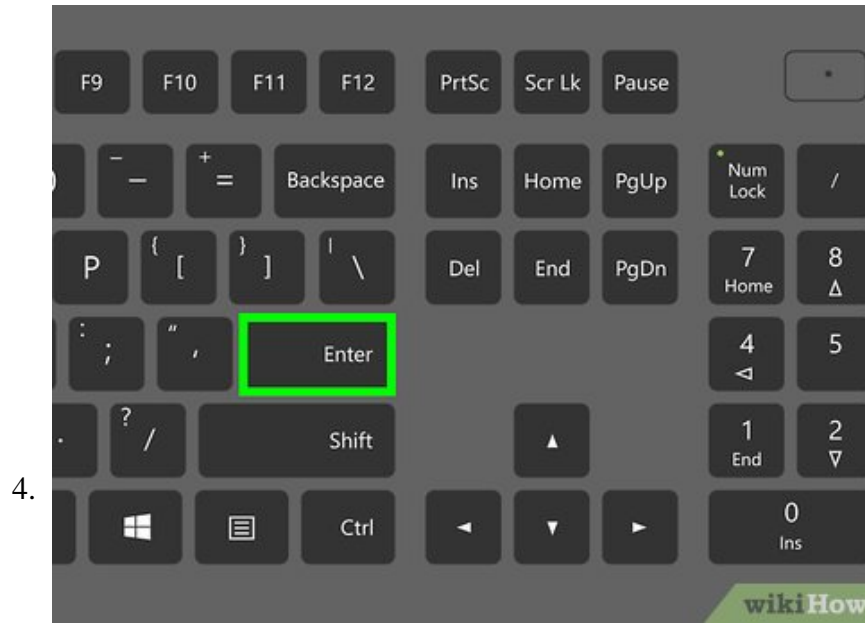 F9 F10 F11 F12 PrtSc Scr Lk Pause
) – — + = Backspace Ins Home PgUp Num Lock /
P { [ } ] | \ Del End PgDn 7 Home 8 ∆
: ; " ' Enter 4 ◅ 5
. ? / Shift ▲ 1 End 2 ∇
4.
Ctrl ◄ ▼ ► 0 Ins
wikiHow